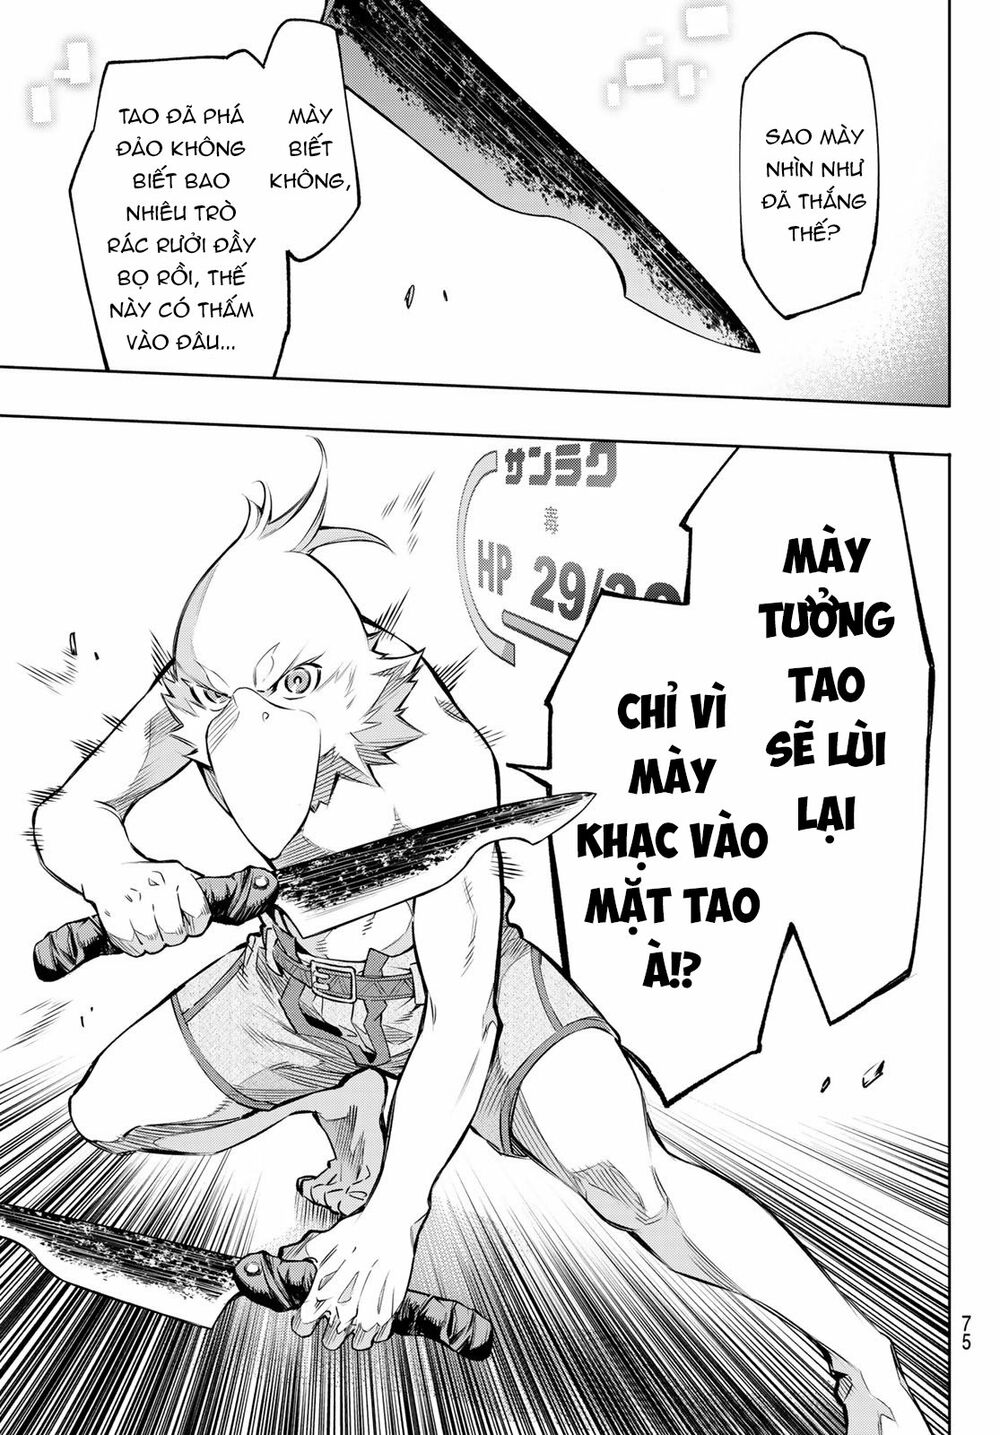 SAO MÀY
NHÌN NHƯ
ĐÃ THẮNG
THẾ?
MÀY
BIẾT
KHÔNG,
TAO ĐÃ PHÁ
ĐẢO KHÔNG
BIẾT BAO
NHIÊU TRÒ
RÁC RƯỞI ĐẦY
BỌ RỒI, THẾ
NÀY CÓ THẤM
VÀO ĐÂU...
MÀY
TƯỞNG
TAO
SẼ LÙI
LẠI
CHỈ VÌ
MÀY
KHẠC VÀO
MẶT TAO
À!?
サンラク
毒
HP 29/
75